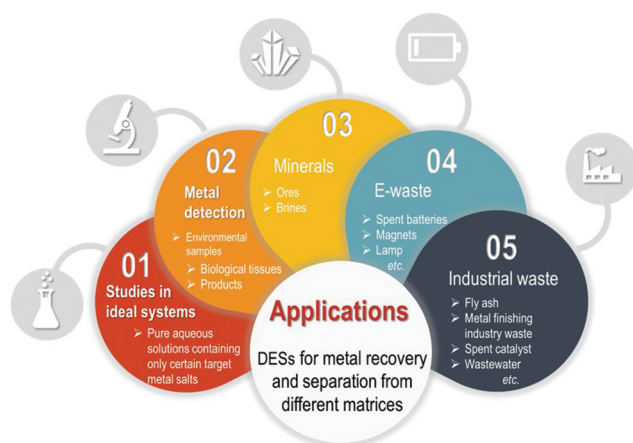 01
Studies in
ideal systems
➢ Pure aqueous
solutions containing
only certain target
metal salts
02
Metal
detection
➢ Environmental
samples
➢ Biological tissues
➢ Products
03
Minerals
➢ Ores
➢ Brines
04
E-waste
➢ Spent batteries
➢ Magnets
➢ Lamp
etc.
05
Industrial waste
➢ Fly ash
➢ Metal finishing
industry waste
➢ Spent catalyst
➢ Wastewater
etc.
Applications
DESs for metal recovery
and separation from
different matrices